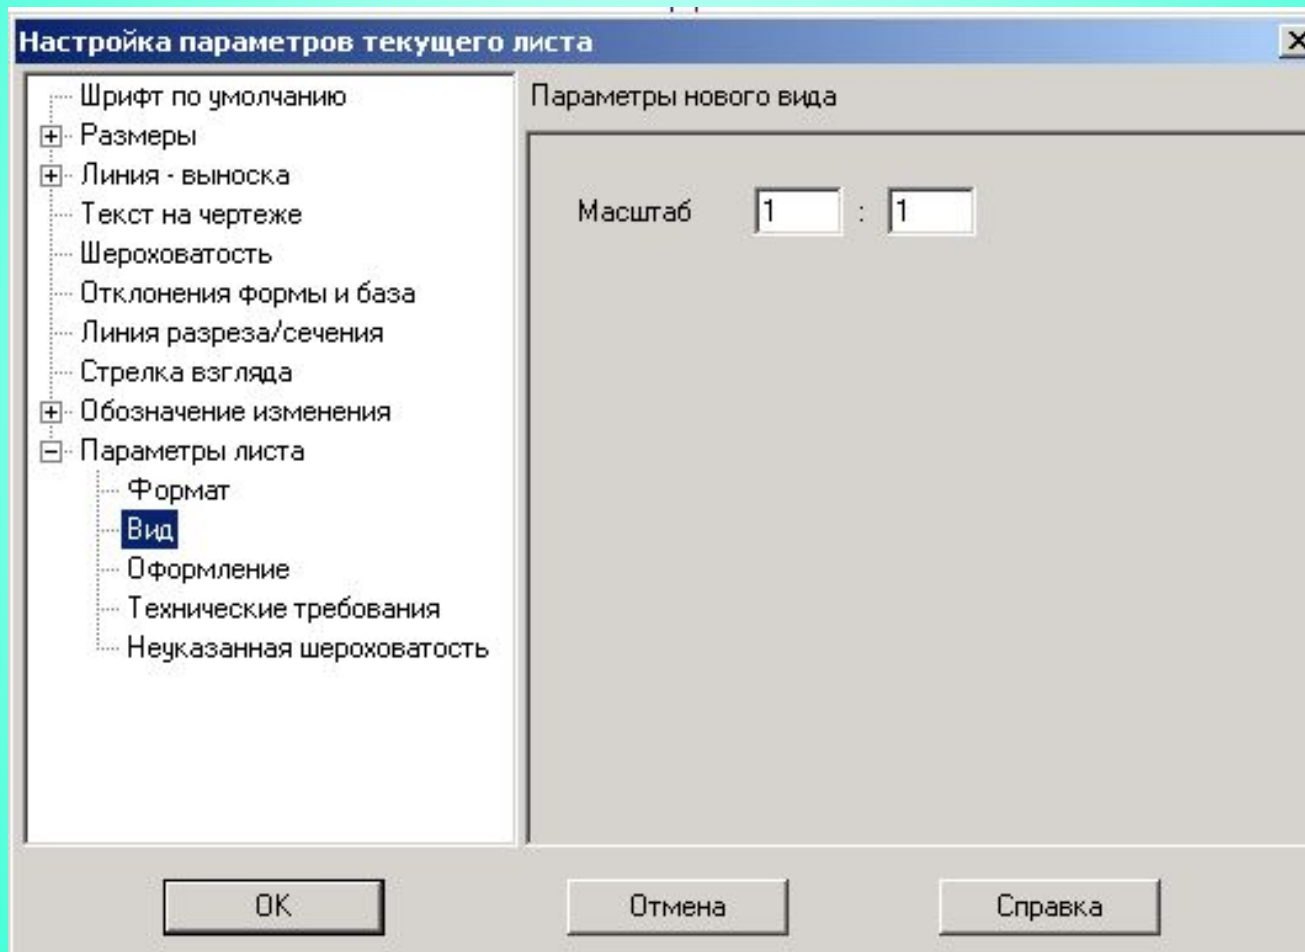 Настройка параметров текущего листа
Шрифт по умолчанию
Размеры
Линия - выноска
Текст на чертеже
Шероховатость
Отклонения формы и база
Линия разреза/сечения
Стрелка взгляда
Обозначение изменения
Параметры листа
Формат
Вид
Оформление
Технические требования
Неуказанная шероховатость
Параметры нового вида
Масштаб 1 : 1
OK Отмена Справка